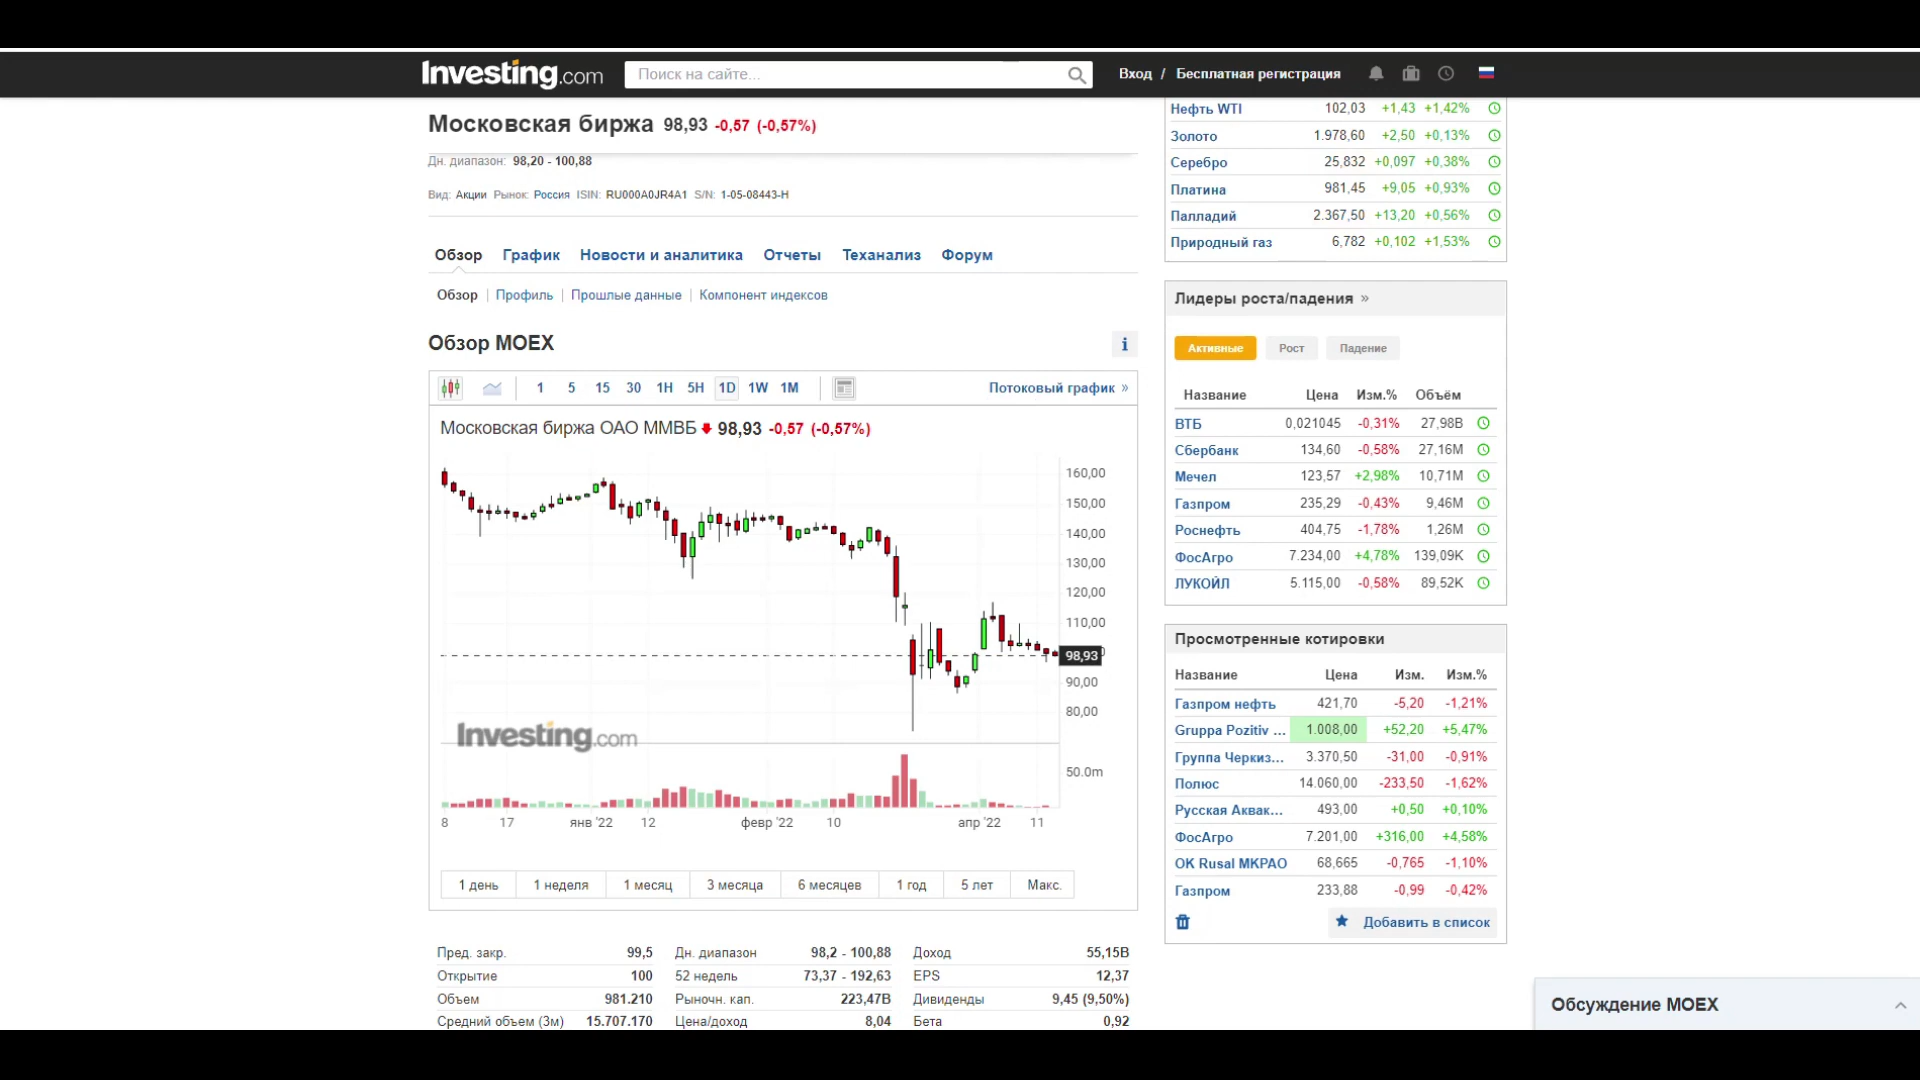 Investing.com
Поиск на сайте...
Вход / Бесплатная регистрация
Московская биржа 98,93 -0,57 (-0,57%)
Дн. диапазон: 98,20 - 100,88
Вид: Акции Рынок: Россия ISIN: RU000A0JR4A1 S/N: 1-05-08443-H
Обзор График Новости и аналитика Отчеты Теханализ Форум
Обзор Профиль Прошлые данные Компонент индексов
Обзор MOEX
1 5 15 30 1H 5H 1D 1W 1M Потоковый график »
Московская биржа ОАО ММВБ 98,93 -0,57 (-0,57%)
160,00
150,00
140,00
130,00
120,00
110,00
98,93
90,00
80,00
Investing.com
50.0m
8 17 янв '22 12 февр '22 10 апр '22 11
1 день 1 неделя 1 месяц 3 месяца 6 месяцев 1 год 5 лет Макс.
Пред. закр. 99,5 Дн. диапазон 98,2 - 100,88 Доход 55,15B
Открытие 100 52 недель 73,37 - 192,63 EPS 12,37
Объем 981.210 Рыночн. кап. 223,47B Дивиденды 9,45 (9,50%)
Средний объем (3м) 15.707.170 Цена/доход 8,04 Бета 0,92
Нефть WTI 102,03 +1,43 +1,42%
Золото 1.978,60 +2,50 +0,13%
Серебро 25,832 +0,097 +0,38%
Платина 981,45 +9,05 +0,93%
Палладий 2.367,50 +13,20 +0,56%
Природный газ 6,782 +0,102 +1,53%
Лидеры роста/падения »
Активные Рост Падение
Название Цена Изм.% Объём
ВТБ 0,021045 -0,31% 27,98B
Сбербанк 134,60 -0,58% 27,16M
Мечел 123,57 +2,98% 10,71M
Газпром 235,29 -0,43% 9,46M
Роснефть 404,75 -1,78% 1,26M
ФосАгро 7.234,00 +4,78% 139,09K
ЛУКОЙЛ 5.115,00 -0,58% 89,52K
Просмотренные котировки
Название Цена Изм. Изм.%
Газпром нефть 421,70 -5,20 -1,21%
Gruppa Pozitiv ... 1.008,00 +52,20 +5,47%
Группа Черкиз... 3.370,50 -31,00 -0,91%
Полюс 14.060,00 -233,50 -1,62%
Русская Аквак... 493,00 +0,50 +0,10%
ФосАгро 7.201,00 +316,00 +4,58%
OK Rusal MKPAO 68,665 -0,765 -1,10%
Газпром 233,88 -0,99 -0,42%
Добавить в список
Обсуждение MOEX